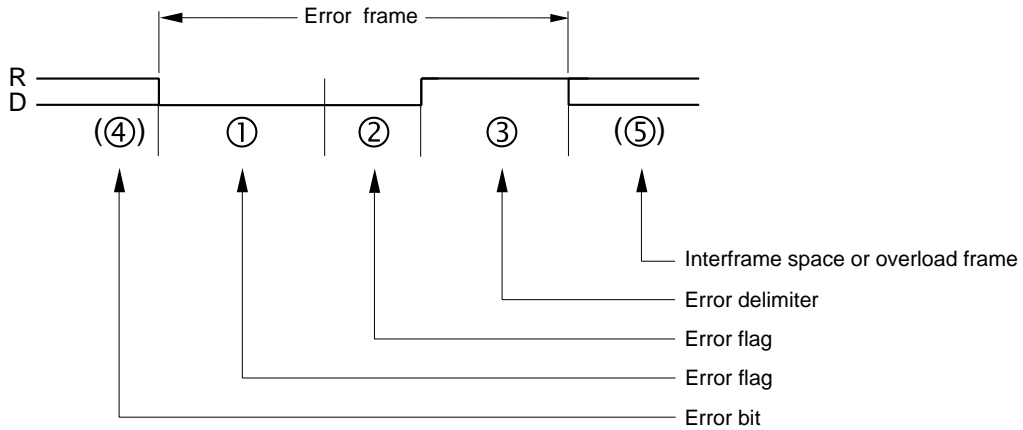 Error frame
R
D
(④) ① ② ③ (⑤)
Interframe space or overload frame
Error delimiter
Error flag
Error flag
Error bit